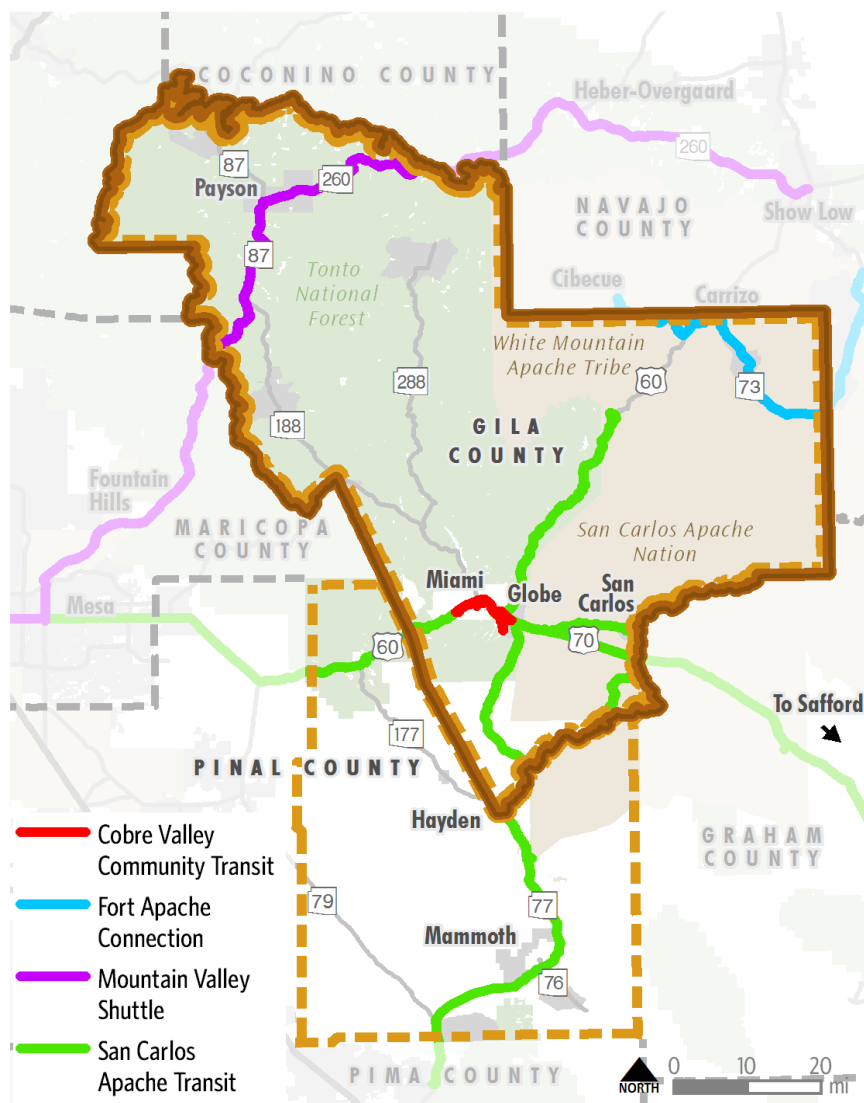 COCONINO COUNTY
Heber-Overgaard
87
260
260
Payson
Show Low
NAVAJO
COUNTY
87
Tonto
National
Forest
Cibecue
Carrizo
White Mountain
Apache Tribe
60
73
288
188
GILA
COUNTY
Fountain
Hills
MARICOPA
COUNTY
San Carlos Apache
Nation
Miami
Globe
San
Carlos
Mesa
60
70
To Safford
177
PINAL COUNTY
Hayden
GRAHAM
COUNTY
Cobre Valley
Community Transit
79
77
Fort Apache
Connection
Mammoth
76
Mountain Valley
Shuttle
San Carlos
Apache Transit
PIMA COUNTY
NORTH
0 10 20
mi